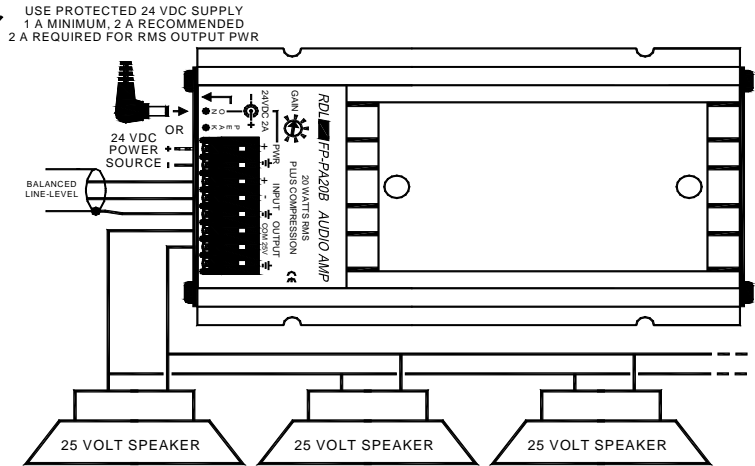 USE PROTECTED 24 VDC SUPPLY
1 A MINIMUM, 2 A RECOMMENDED
2 A REQUIRED FOR RMS OUTPUT PWR
OR
24 VDC +
POWER
SOURCE -
BALANCED
LINE-LEVEL
ON
PEAK
24VDC 2A
- +
GAIN
RDL FP-PA20B AUDIO AMP
20 WATTS RMS
PLUS COMPRESSION
+ PWR
+ - INPUT
OUTPUT
COM 25V
CE
25 VOLT SPEAKER
25 VOLT SPEAKER
25 VOLT SPEAKER